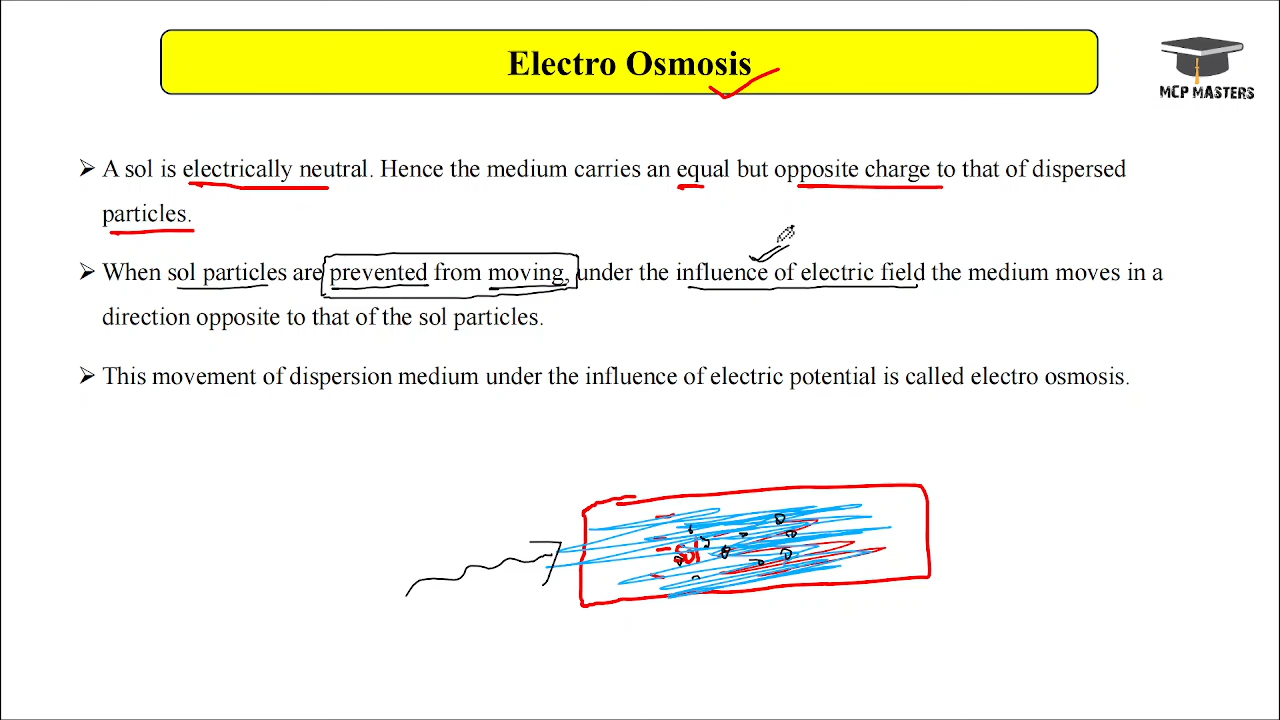 Electro Osmosis
MCP MASTERS
➢ A sol is electrically neutral. Hence the medium carries an equal but opposite charge to that of dispersed
particles.
➢ When sol particles are prevented from moving, under the influence of electric field the medium moves in a
direction opposite to that of the sol particles.
➢ This movement of dispersion medium under the influence of electric potential is called electro osmosis.
Sol